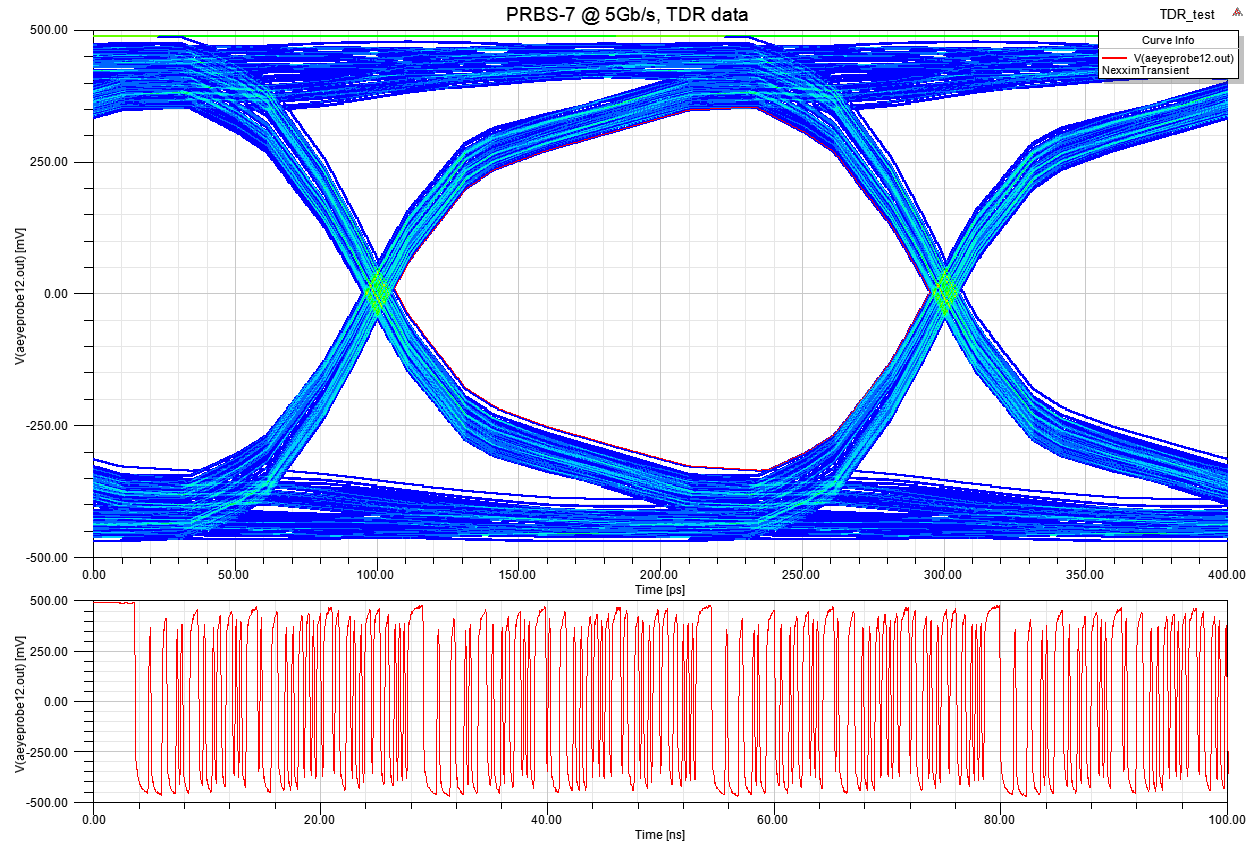 PRBS-7 @ 5Gb/s, TDR data
TDR_test
Curve Info
V(aeyeprobe12.out)
NexximTransient
500.00
250.00
0.00
-250.00
-500.00
V(aeyeprobe12.out) [mV]
0.00 50.00 100.00 150.00 200.00 250.00 300.00 350.00 400.00
Time [ps]
500.00
250.00
0.00
-250.00
-500.00
V(aeyeprobe12.out) [mV]
0.00 20.00 40.00 60.00 80.00 100.00
Time [ns]